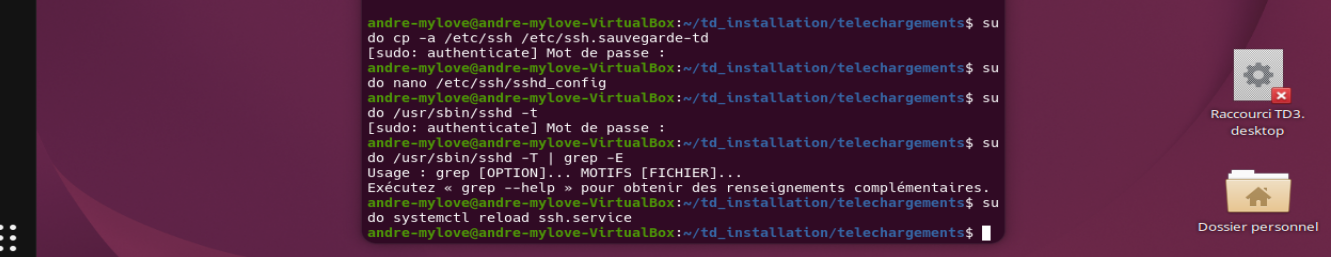 andre-mylove@andre-mylove-VirtualBox:~/td_installation/telechargements$ su
do cp -a /etc/ssh /etc/ssh.sauvegarde-td
[sudo: authenticate] Mot de passe :
andre-mylove@andre-mylove-VirtualBox:~/td_installation/telechargements$ su
do nano /etc/ssh/sshd_config
andre-mylove@andre-mylove-VirtualBox:~/td_installation/telechargements$ su
do /usr/sbin/sshd -t
[sudo: authenticate] Mot de passe :
andre-mylove@andre-mylove-VirtualBox:~/td_installation/telechargements$ su
do /usr/sbin/sshd -T | grep -E
Usage : grep [OPTION]... MOTIFS [FICHIER]...
Exécutez « grep --help » pour obtenir des renseignements complémentaires.
andre-mylove@andre-mylove-VirtualBox:~/td_installation/telechargements$ su
do systemctl reload ssh.service
andre-mylove@andre-mylove-VirtualBox:~/td_installation/telechargements$
Raccourci TD3.
desktop
Dossier personnel